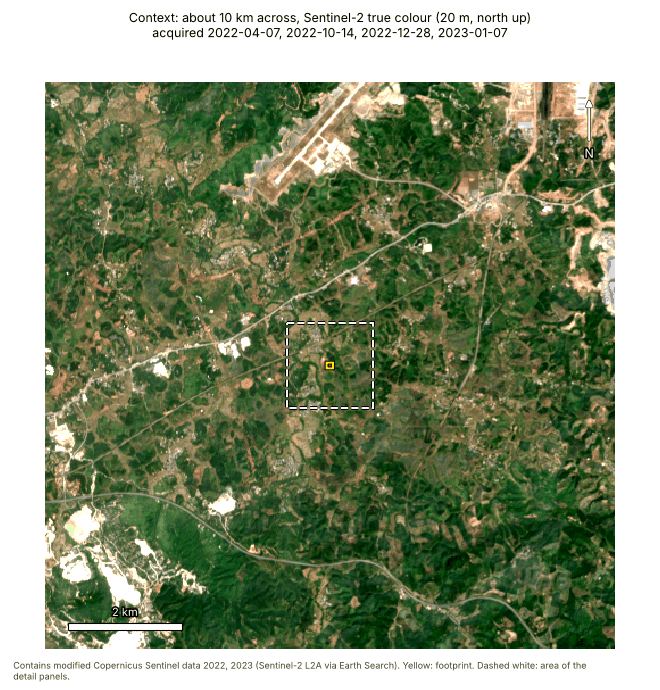 Context: about 10 km across, Sentinel-2 true colour (20 m, north up)
acquired 2022-04-07, 2022-10-14, 2022-12-28, 2023-01-07
N
2 km
Contains modified Copernicus Sentinel data 2022, 2023 (Sentinel-2 L2A via Earth Search). Yellow: footprint. Dashed white: area of the
detail panels.